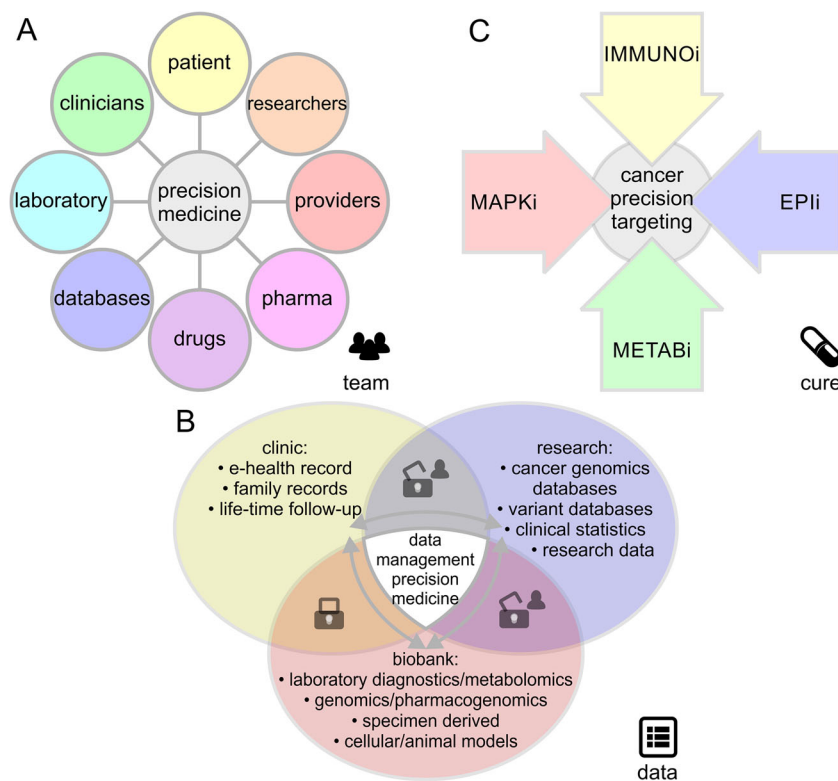 A
patient
clinicians
researchers
laboratory
precision
medicine
providers
databases
pharma
drugs
team
C
IMMUNOi
MAPKi
cancer
precision
targeting
EPIi
METABi
cure
B
clinic:
• e-health record
• family records
• life-time follow-up
research:
• cancer genomics
databases
• variant databases
• clinical statistics
• research data
data
management
precision
medicine
biobank:
• laboratory diagnostics/metabolomics
• genomics/pharmacogenomics
• specimen derived
• cellular/animal models
data